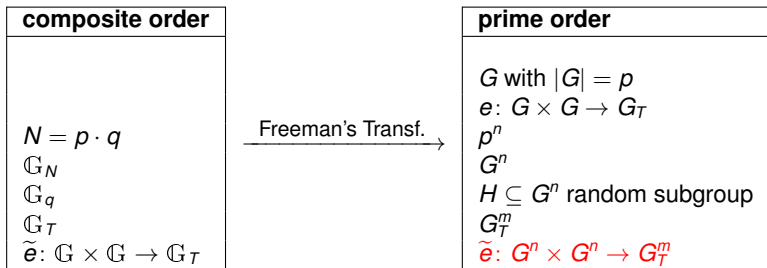 composite order
N = p · q
𝔾_N
𝔾_q
𝔾_T
ẽ: 𝔾 × 𝔾 → 𝔾_T
Freeman's Transf.
prime order
G with |G| = p
e: G × G → G_T
p^n
G^n
H ⊆ G^n random subgroup
G_T^m
ẽ: G^n × G^n → G_T^m